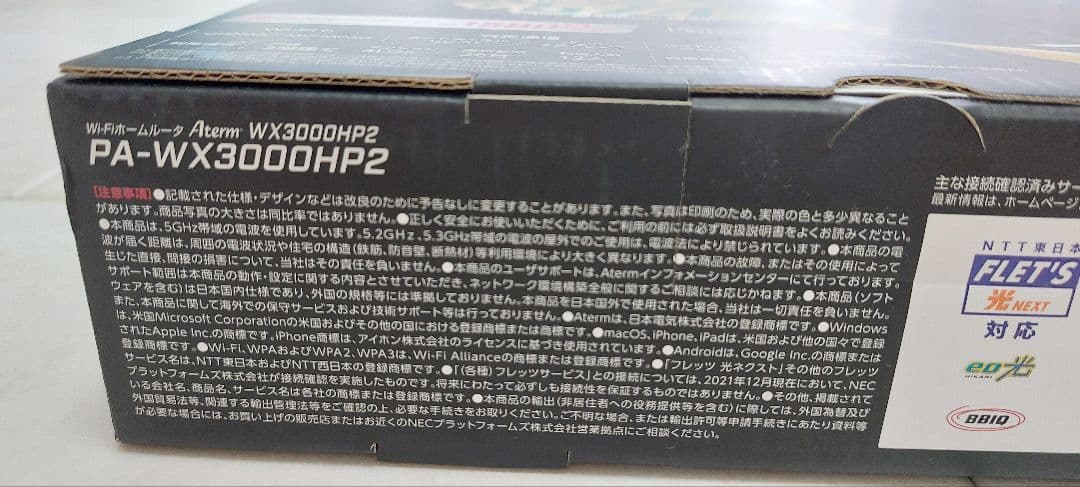 Wi-Fiホームルータ Aterm WX3000HP2
PA-WX3000HP2
【注意事項】●記載された仕様・デザインなどは改良のために予告なしに変更することがあります。また、写真は印刷のため、実際の色と多少異なること
があります。商品写真の大きさは同比率ではありません。●正しく安全にお使いいただくために、ご利用の前には必ず取扱説明書をよくお読みください。
●本商品は、5GHz帯域の電波を使用しています。5.2GHz、5.3GHz帯域の電波の屋外でのご使用は、電波法により禁じられています。●本商品の電
波が届く距離は、周囲の電波状況や住宅の構造(鉄筋、防音壁、断熱材)等利用環境により大きく異なります。●本商品の故障、またはその使用によって
生じた直接、間接の損害について、当社はその責任を負いません。●本商品のユーザサポートは、Atermインフォメーションセンターにて行っております。
サポート範囲は本商品の動作・設定に関する内容とさせていただき、ネットワーク環境構築全般に関するご相談には応じかねます。●本商品(ソフト
ウェアを含む)は日本国内仕様であり、外国の規格等には準拠しておりません。本商品を日本国外で使用された場合、当社は一切責任を負いません。
また、本商品に関して海外での保守サービスおよび技術サポート等は行っておりません。●Atermは、日本電気株式会社の登録商標です。●Windows
は、米国Microsoft Corporationの米国およびその他の国における登録商標または商標です。●macOS、iPhone、iPadは、米国および他の国々で登録
されたApple Inc.の商標です。iPhone商標は、アイホン株式会社のライセンスに基づき使用されています。●Androidは、Google Inc.の商標または
登録商標です。●Wi-Fi、WPAおよびWPA2、WPA3は、Wi-Fi Allianceの商標または登録商標です。●「フレッツ 光ネクスト」その他のフレッツ
サービス名は、NTT東日本およびNTT西日本の登録商標です。●「(各種)フレッツサービス」との接続については、2021年12月現在において、NEC
プラットフォームズ株式会社が接続確認を実施したものです。将来にわたって必ずしも接続性を保証するものではありません。●その他、掲載されて
いる会社名、商品名、サービス名は各社の商標または登録商標です。●本商品の輸出(非居住者への役務提供等を含む)に際しては、外国為替及び
外国貿易法等、関連する輸出管理法等をご確認の上、必要な手続きをお取りください。ご不明な場合、または輸出許可等申請手続きにあたり資料等
が必要な場合には、お買い上げの販売店またはお近くのNECプラットフォームズ株式会社営業拠点にご相談ください。
主な接続確認済みサー
最新情報は、ホームページ
NTT東日本
FLET'S
光NEXT
対応
eo光
HIKARI
BBIQ